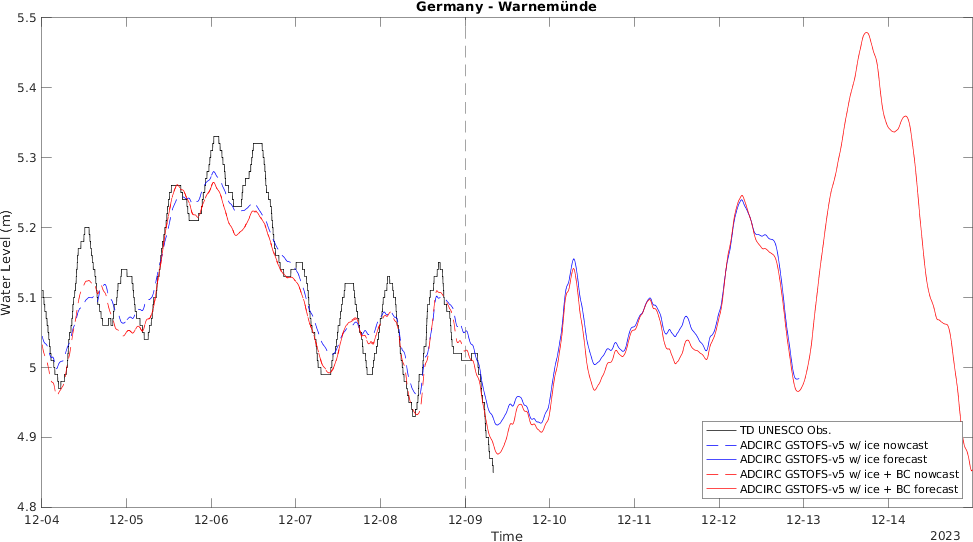 Germany - Warnemünde
5.5
5.4
5.3
5.2
5.1
5
4.9
4.8
Water Level (m)
12-04 12-05 12-06 12-07 12-08 12-09 12-10 12-11 12-12 12-13 12-14
Time
2023
TD UNESCO Obs.
ADCIRC GSTOFS-v5 w/ ice nowcast
ADCIRC GSTOFS-v5 w/ ice forecast
ADCIRC GSTOFS-v5 w/ ice + BC nowcast
ADCIRC GSTOFS-v5 w/ ice + BC forecast